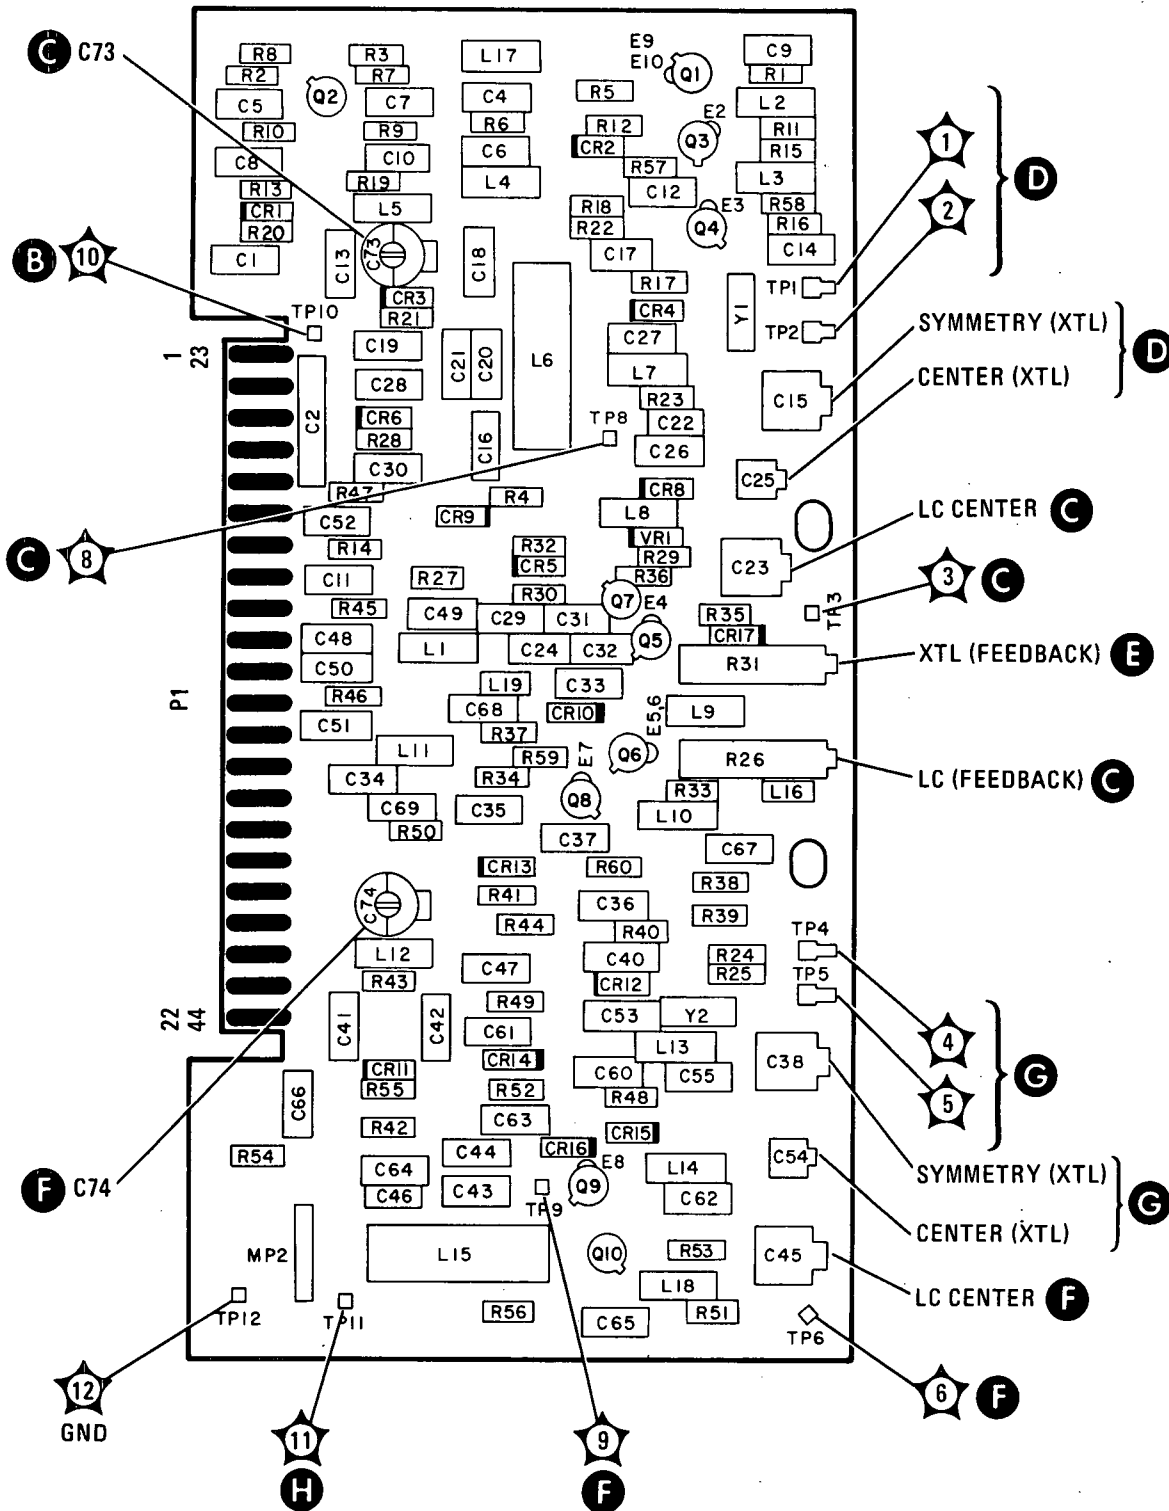 C C73
R8
R3
L17
E9
E10
Q1
C9
R2
R7
R1
Q2
C5
C7
C4
R5
L2
D
R10
R9
R6
R12
E2
R11
1
C8
C10
C6
CR2
Q3
R15
R13
R19
L4
R57
L3
CR1
L5
C12
R18
E3
R58
2
R20
R22
Q4
R16
C1
C13
C73
C18
C17
C14
B 10
CR3
R17
TP1
TP10
R21
CR4
Y1
TP2
SYMMETRY (XTL)
D
1
23
C19
C21
C20
L6
C27
CENTER (XTL)
C28
L7
C15
C2
CR6
R23
R28
TP8
C22
C16
C26
C30
C25
R47
R4
CR8
LC CENTER C
C52
CR9
L8
C 8
R14
R32
VR1
CR5
R29
C23
C11
R27
R36
3 C
R30
Q7
E4
R45
C49
C29
C31
R35
TP3
C48
Q5
CR17
XTL (FEEDBACK) E
L1
C24
C32
R31
C50
P1
R46
L19
C33
C68
CR10
E5,6
L9
C51
R37
L11
R59
E7
Q6
R26
LC (FEEDBACK) C
C34
R34
Q8
R33
L16
C69
C35
L10
R50
C37
C67
CR13
R60
R38
C74
R41
C36
R39
R44
R40
TP4
L12
C47
C40
R24
R43
CR12
R25
TP5
22
44
C41
C42
R49
C53
Y2
4
C61
L13
C38
G
CR11
CR14
C60
C55
5
R55
R52
R48
C66
C63
R42
CR15
R54
C44
CR16
C54
SYMMETRY (XTL)
G
F C74
C64
E8
L14
C46
C43
Q9
C62
CENTER (XTL)
TP9
MP2
L15
Q10
R53
C45
L18
LC CENTER F
TP12
TP11
R56
C65
R51
TP6
12
6 F
GND
11
9
H
F